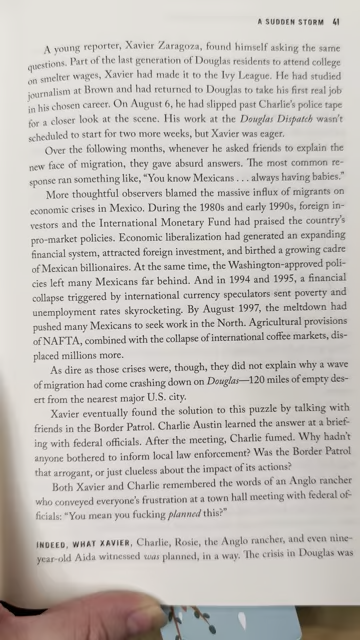 A SUDDEN STORM 41
A young reporter, Xavier Zaragoza, found himself asking the same
questions. Part of the last generation of Douglas residents to attend college
on smelter wages, Xavier had made it to the Ivy League. He had studied
journalism at Brown and had returned to Douglas to take his first real job
in his chosen career. On August 6, he had slipped past Charlie's police tape
for a closer look at the scene. His work at the Douglas Dispatch wasn't
scheduled to start for two more weeks, but Xavier was eager.
Over the following months, whenever he asked friends to explain the
new face of migration, they gave absurd answers. The most common re-
sponse ran something like, "You know Mexicans . . . always having babies."
More thoughtful observers blamed the massive influx of migrants on
economic crises in Mexico. During the 1980s and early 1990s, foreign in-
vestors and the International Monetary Fund had praised the country's
pro-market policies. Economic liberalization had generated an expanding
financial system, attracted foreign investment, and birthed a growing cadre
of Mexican billionaires. At the same time, the Washington-approved poli-
cies left many Mexicans far behind. And in 1994 and 1995, a financial
collapse triggered by international currency speculators sent poverty and
unemployment rates skyrocketing. By August 1997, the meltdown had
pushed many Mexicans to seek work in the North. Agricultural provisions
of NAFTA, combined with the collapse of international coffee markets, dis-
placed millions more.
As dire as those crises were, though, they did not explain why a wave
of migration had come crashing down on Douglas—120 miles of empty des-
ert from the nearest major U.S. city.
Xavier eventually found the solution to this puzzle by talking with
friends in the Border Patrol. Charlie Austin learned the answer at a brief-
ing with federal officials. After the meeting, Charlie fumed. Why hadn't
anyone bothered to inform local law enforcement? Was the Border Patrol
that arrogant, or just clueless about the impact of its actions?
Both Xavier and Charlie remembered the words of an Anglo rancher
who conveyed everyone's frustration at a town hall meeting with federal of-
ficials: "You mean you fucking planned this?"
INDEED, WHAT XAVIER, Charlie, Rosie, the Anglo rancher, and even nine-
year-old Aida witnessed was planned, in a way. The crisis in Douglas was